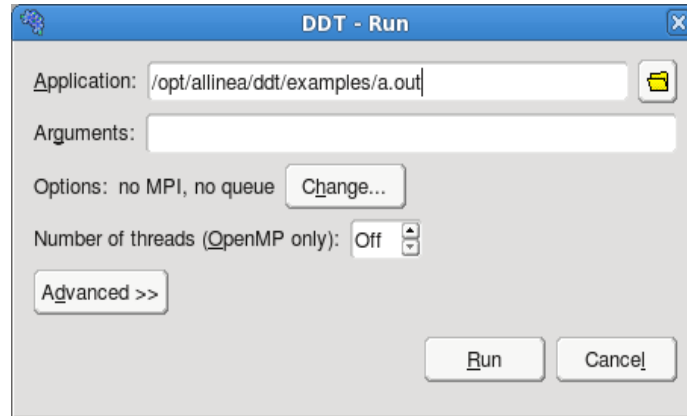 DDT - Run
Application: /opt/allinea/ddt/examples/a.out
Arguments:
Options: no MPI, no queue Change...
Number of threads (OpenMP only): Off
Advanced >>
Run Cancel